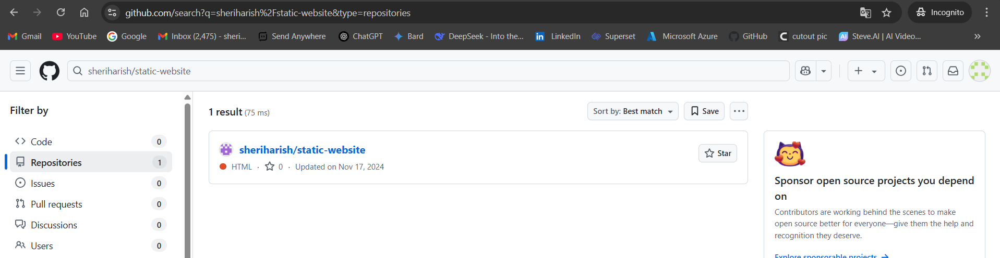 github.com/search?q=sheriharish%2Fstatic-website&type=repositories
Incognito
Gmail YouTube Google Inbox (2,475) - sheri... Send Anywhere ChatGPT Bard DeepSeek - Into the... LinkedIn Superset Microsoft Azure GitHub cutout pic Steve.AI | AI Video...
sheriharish/static-website
Filter by
Code 0
Repositories 1
Issues 0
Pull requests 0
Discussions 0
Users 0
1 result (75 ms)
Sort by: Best match Save
sheriharish/static-website
Star
HTML · 0 · Updated on Nov 17, 2024
Sponsor open source projects you depend
on
Contributors are working behind the scenes to make
open source better for everyone—give them the help and
recognition they deserve.
Explore sponsorable projects →